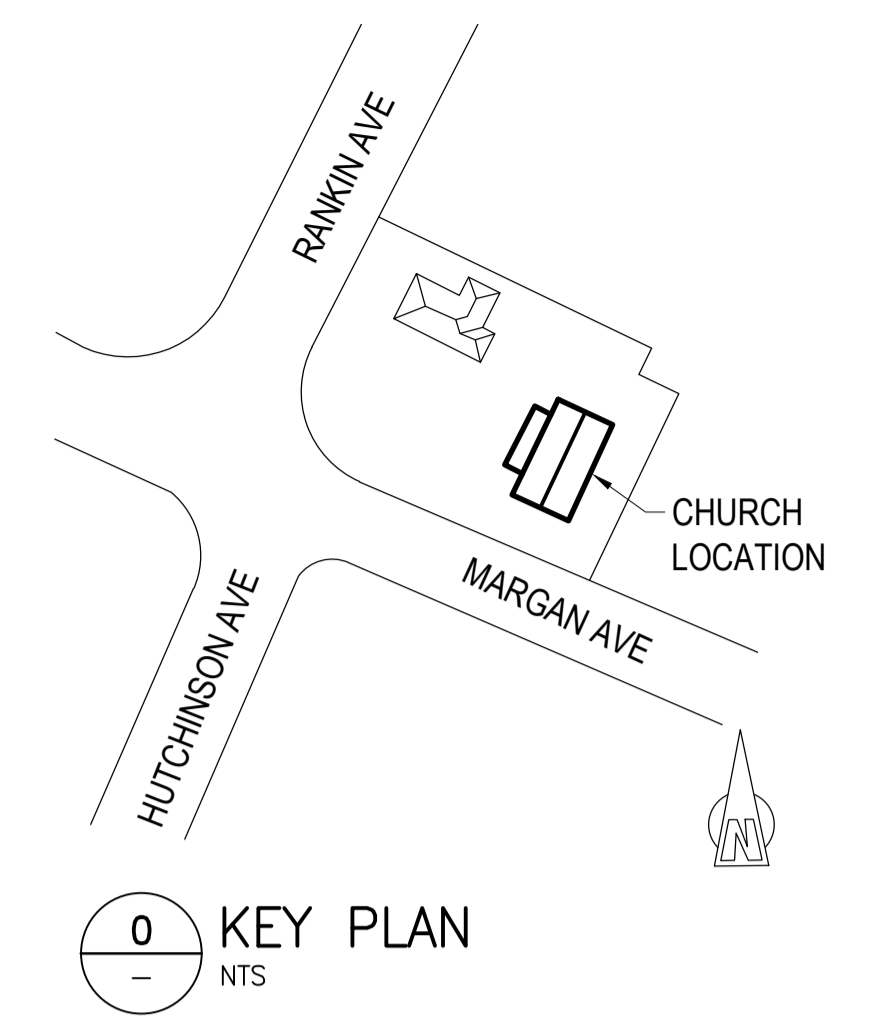 RANKIN AVE
CHURCH
LOCATION
MARGAN AVE
HUTCHINSON AVE
N
0
–
KEY PLAN
NTS